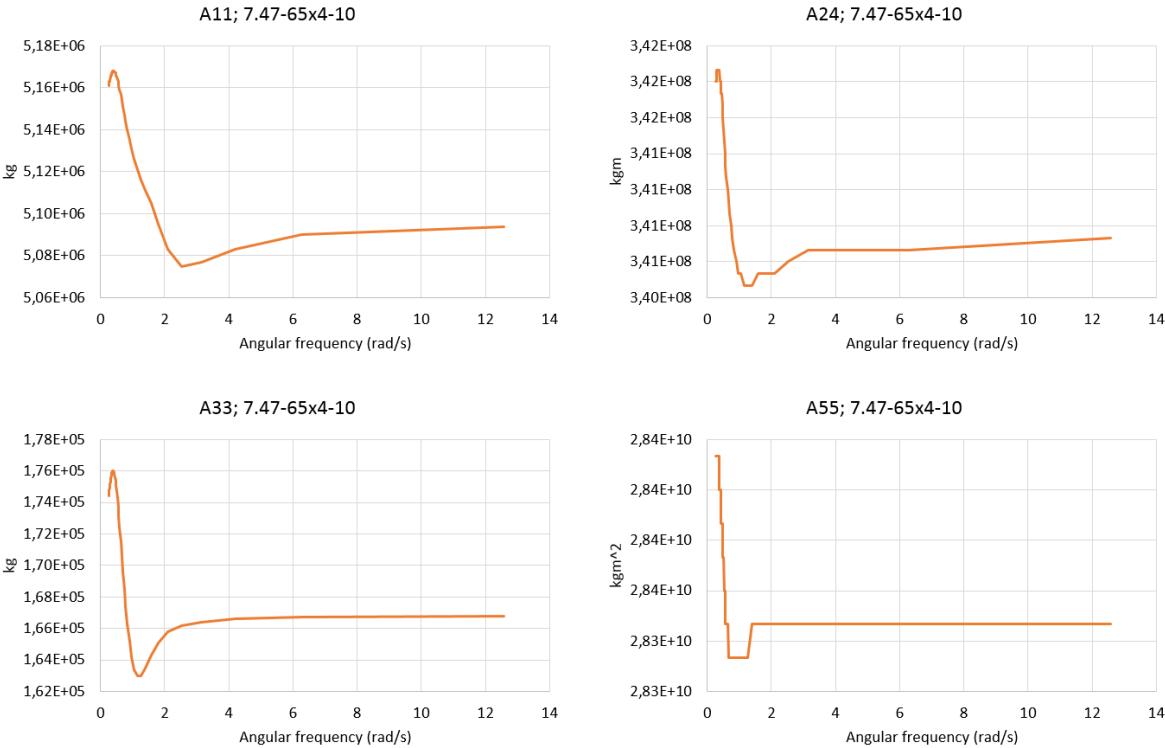 A11; 7.47-65x4-10
5,18E+06
5,16E+06
5,14E+06
5,12E+06
5,10E+06
5,08E+06
5,06E+06
kg
0 2 4 6 8 10 12 14
Angular frequency (rad/s)
A24; 7.47-65x4-10
3,42E+08
3,42E+08
3,42E+08
3,41E+08
3,41E+08
3,41E+08
3,41E+08
3,40E+08
kgm
0 2 4 6 8 10 12 14
Angular frequency (rad/s)
A33; 7.47-65x4-10
1,78E+05
1,76E+05
1,74E+05
1,72E+05
1,70E+05
1,68E+05
1,66E+05
1,64E+05
1,62E+05
kg
0 2 4 6 8 10 12 14
Angular frequency (rad/s)
A55; 7.47-65x4-10
2,84E+10
2,84E+10
2,84E+10
2,84E+10
2,83E+10
2,83E+10
kgm^2
0 2 4 6 8 10 12 14
Angular frequency (rad/s)